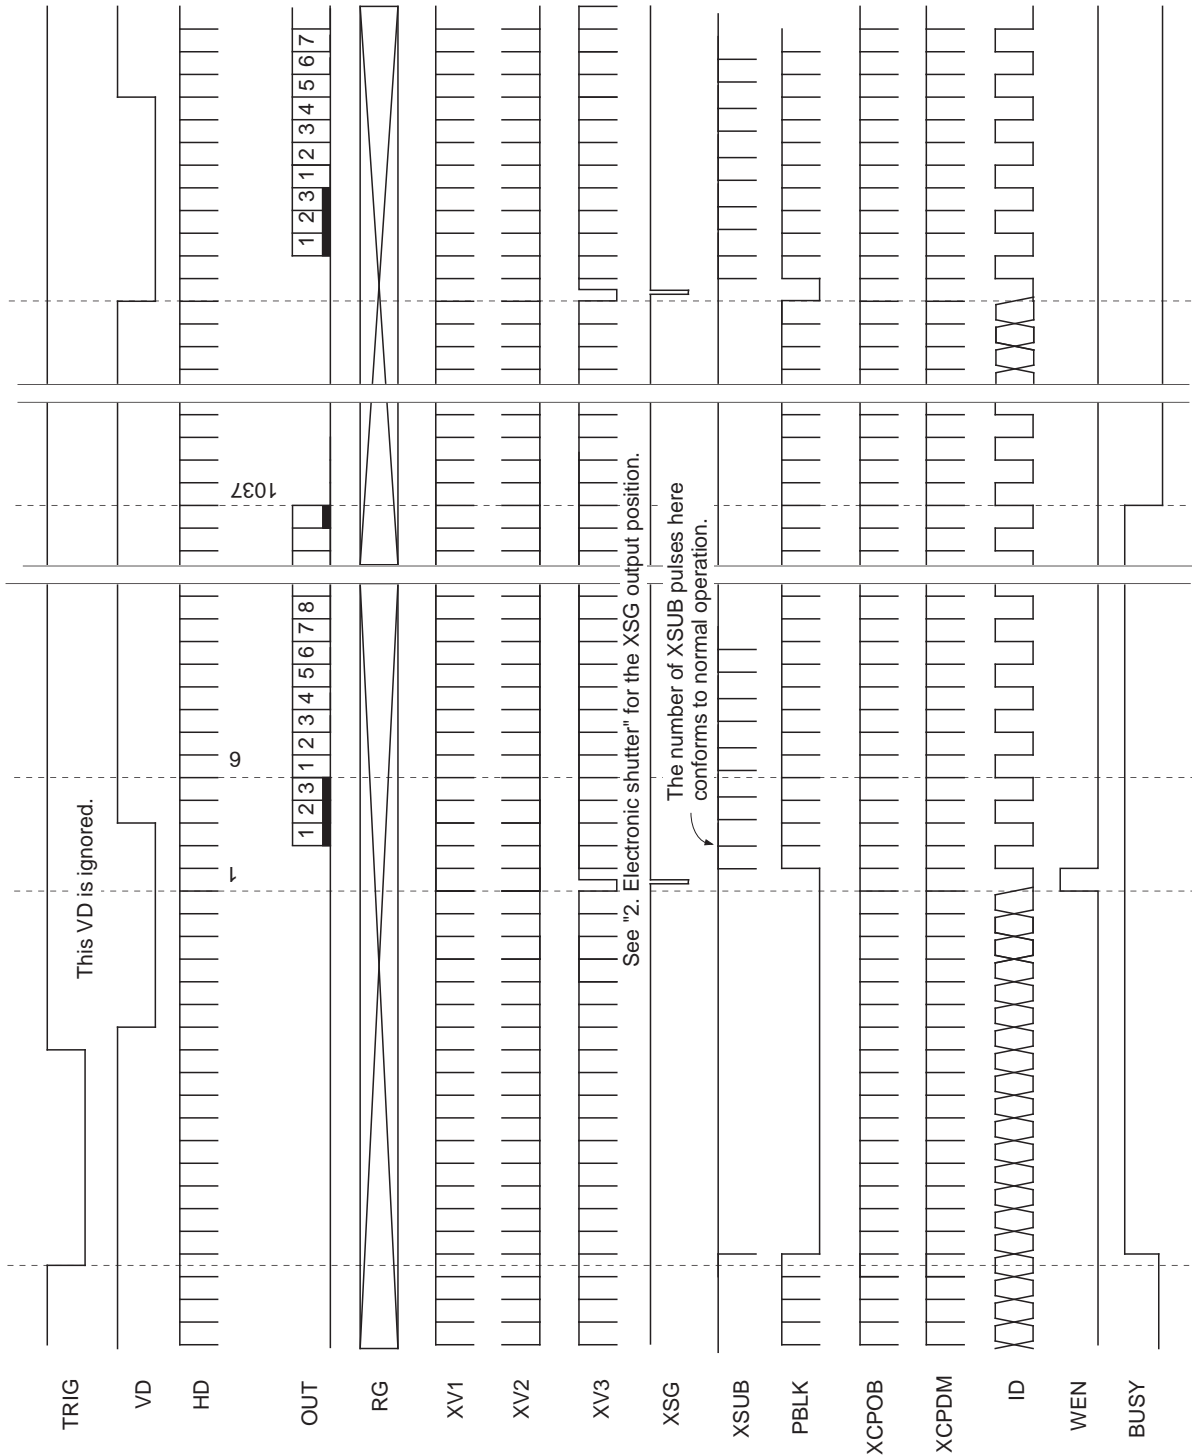 TRIG
This VD is ignored.
VD
HD
1
6
1037
OUT
1 2 3 1 2 3 4 5 6 7 8
1 2 3 1 2 3 4 5 6 7
RG
XV1
XV2
XV3
XSG
See "2. Electronic shutter" for the XSG output position.
XSUB
The number of XSUB pulses here
conforms to normal operation.
PBLK
XCPOB
XCPDM
ID
WEN
BUSY